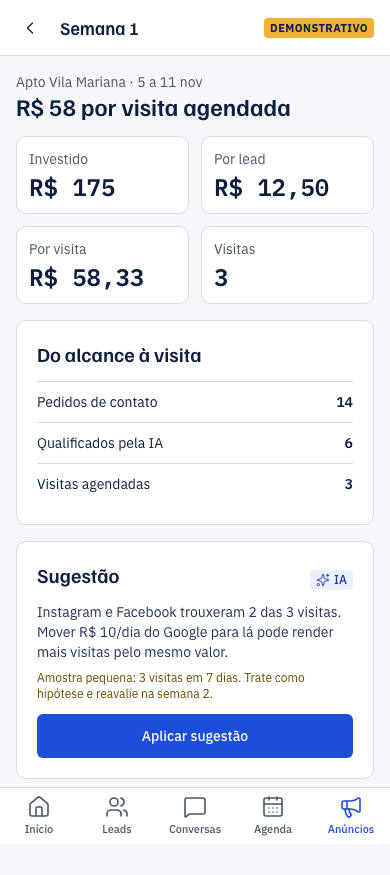 Semana 1
DEMONSTRATIVO
Apto Vila Mariana · 5 a 11 nov
R$ 58 por visita agendada
Investido
R$ 175
Por lead
R$ 12,50
Por visita
R$ 58,33
Visitas
3
Do alcance à visita
Pedidos de contato 14
Qualificados pela IA 6
Visitas agendadas 3
Sugestão
IA
Instagram e Facebook trouxeram 2 das 3 visitas.
Mover R$ 10/dia do Google para lá pode render
mais visitas pelo mesmo valor.
Amostra pequena: 3 visitas em 7 dias. Trate como
hipótese e reavalie na semana 2.
Aplicar sugestão
Início
Leads
Conversas
Agenda
Anúncios